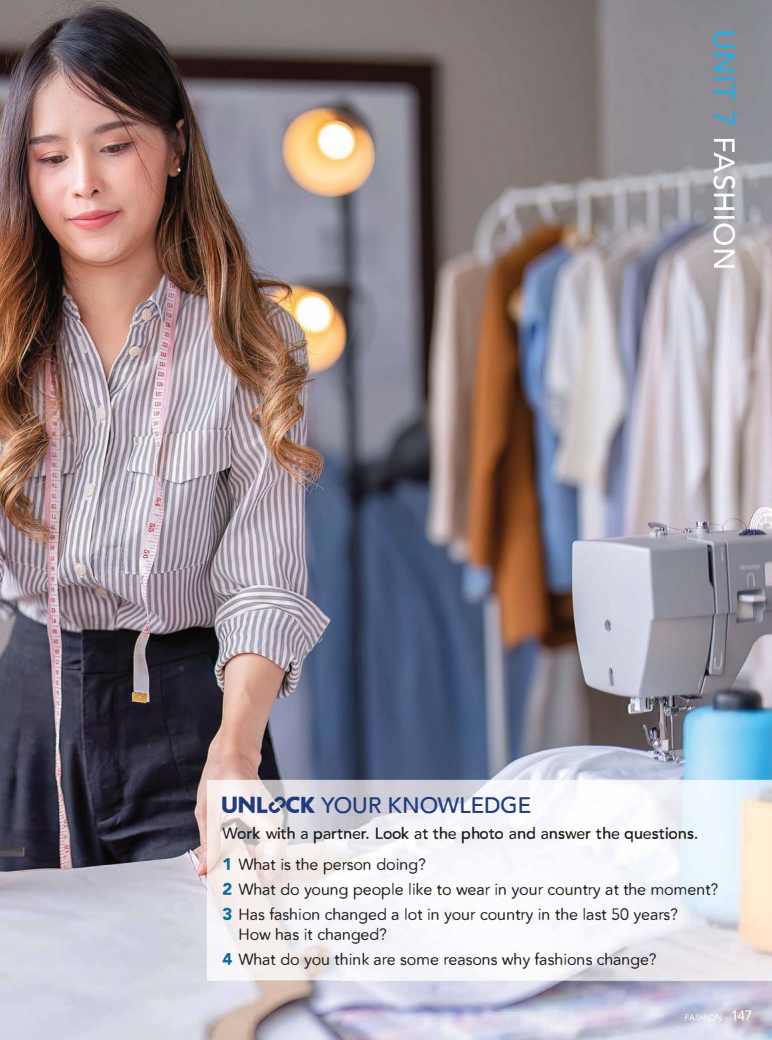 UNIT 7 FASHION
UNLOCK YOUR KNOWLEDGE
Work with a partner. Look at the photo and answer the questions.
1 What is the person doing?
2 What do young people like to wear in your country at the moment?
3 Has fashion changed a lot in your country in the last 50 years?
How has it changed?
4 What do you think are some reasons why fashions change?
FASHION 147